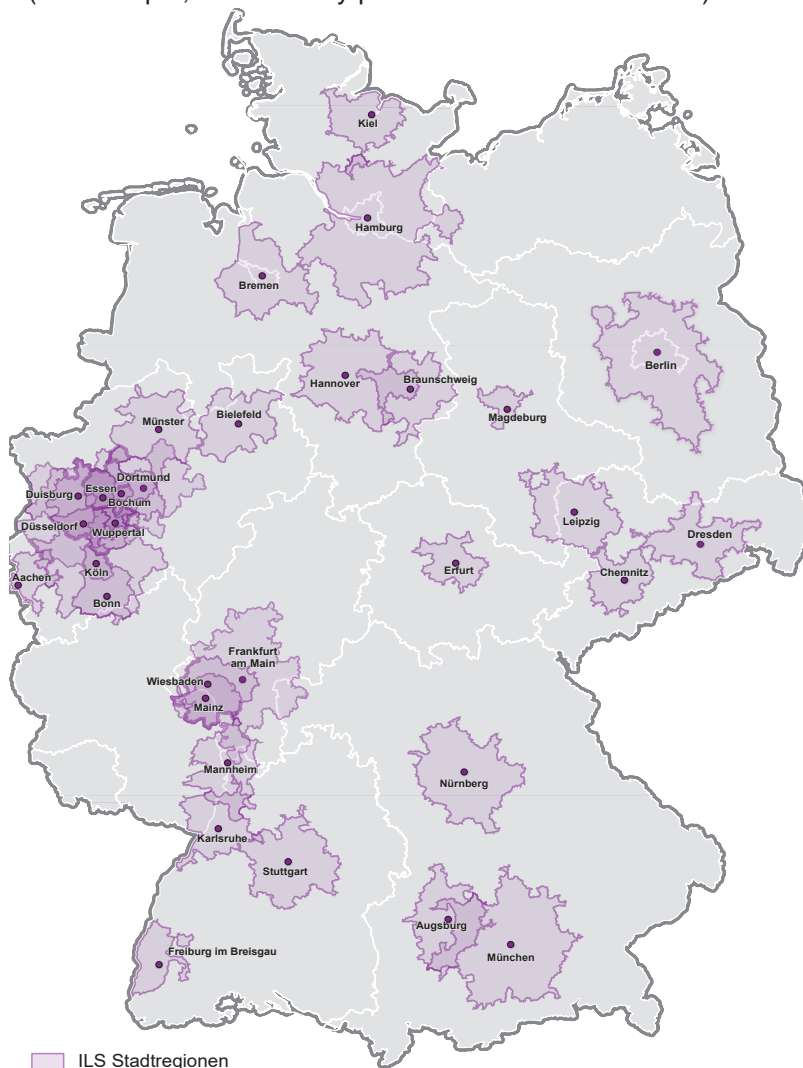 Kiel
Hamburg
Bremen
Berlin
Hannover
Braunschweig
Magdeburg
Münster
Bielefeld
Dortmund
Essen
Duisburg
Bochum
Leipzig
Düsseldorf
Wuppertal
Dresden
Köln
Aachen
Erfurt
Chemnitz
Bonn
Frankfurt
am Main
Wiesbaden
Mainz
Mannheim
Nürnberg
Karlsruhe
Stuttgart
Augsburg
Freiburg im Breisgau
München
ILS Stadtregionen